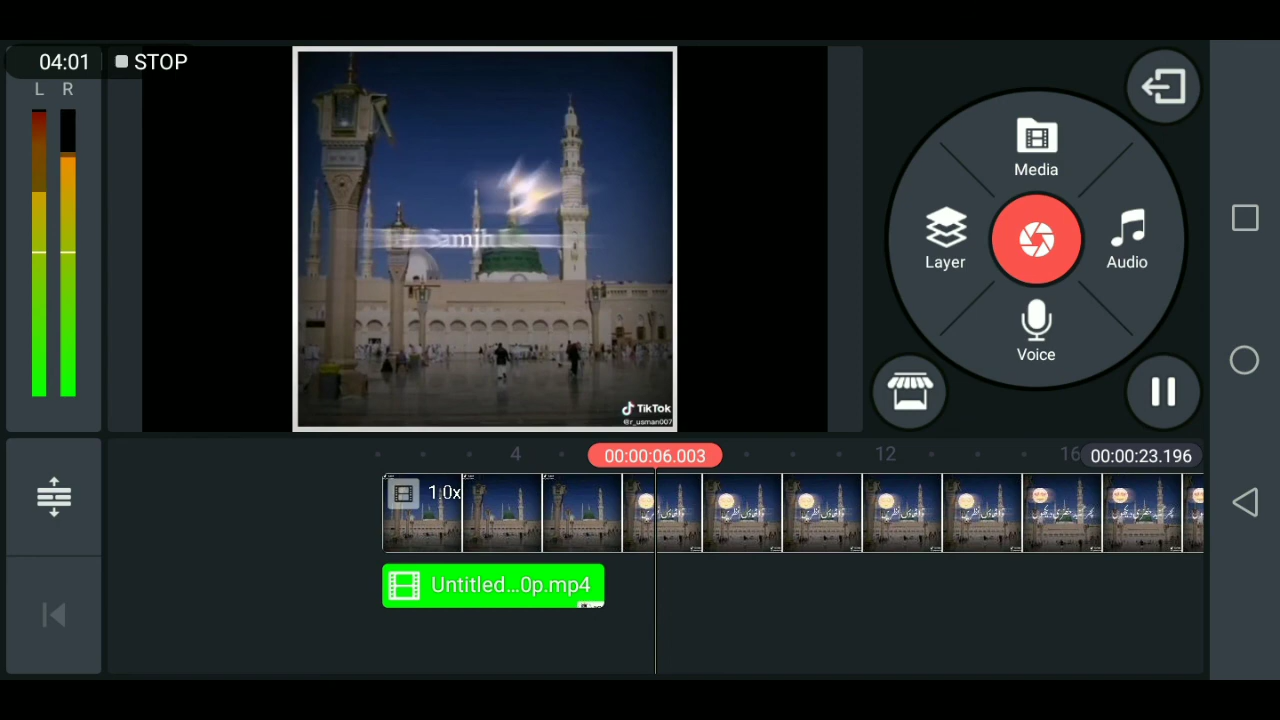 04:01 STOP
L R
Samjh
TikTok
@r_usman007
Media
Layer
Audio
Voice
4
00:00:06.003
12
16
00:00:23.196
1.0x
Untitled...0p.mp4